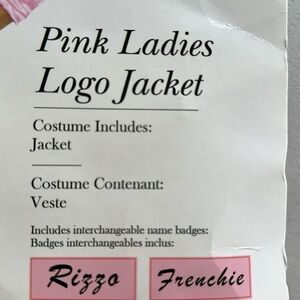 Pink Ladies
Logo Jacket
Costume Includes:
Jacket
Costume Contenant:
Veste
Includes interchangeable name badges:
Badges interchangeables inclus:
Rizzo
Frenchie